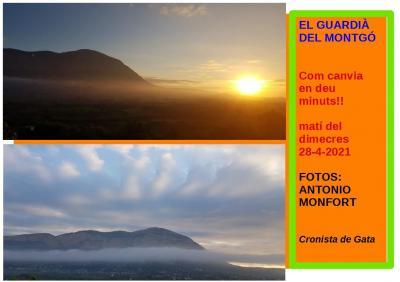 EL GUARDIÀ
DEL MONTGÓ
Com canvia
en deu
minuts!!
matí del
dimecres
28-4-2021
FOTOS:
ANTONIO
MONFORT
Cronista de Gata